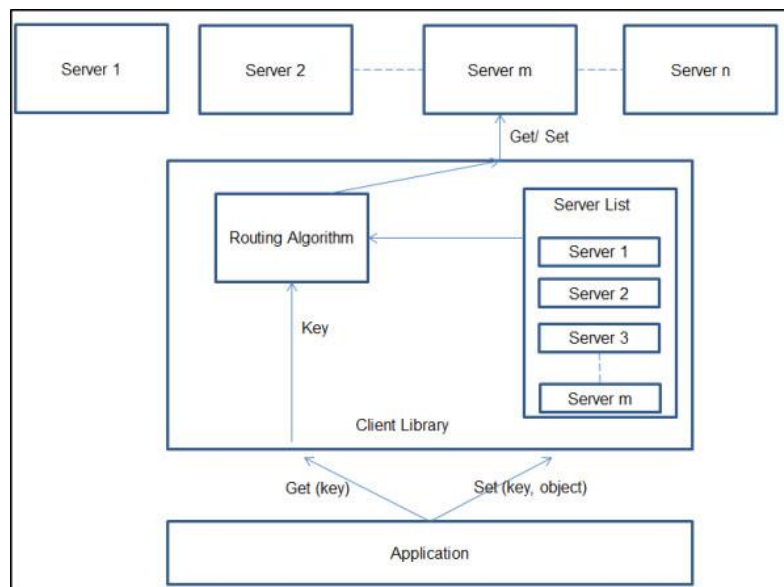 Server 1
Server 2
Server m
Server n
Get/ Set
Server List
Routing Algorithm
Server 1
Server 2
Server 3
Key
Server m
Client Library
Get (key)
Set (key, object)
Application